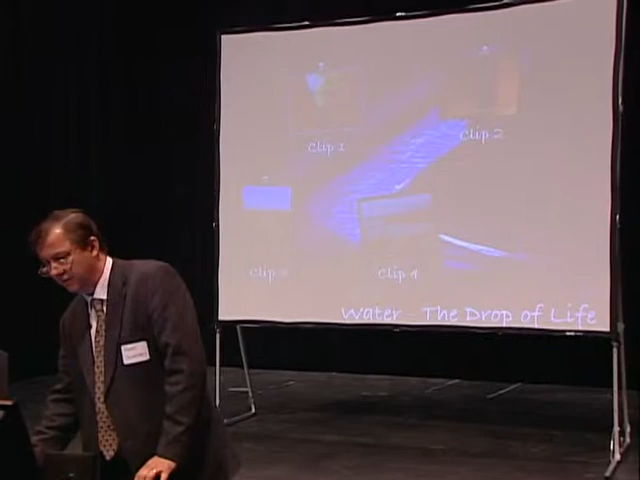 Clip 1
Clip 2
Clip 3
Clip 4
Water - The Drop of Life